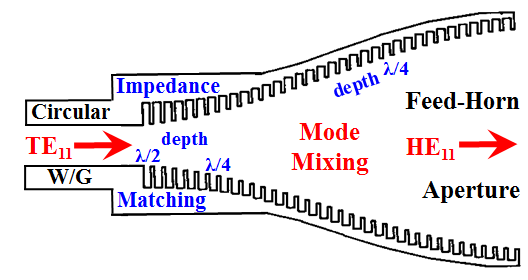 Impedance
depth λ/4
Circular
Feed-Horn
TE₁₁
depth
Mode
Mixing
HE₁₁
λ/2
λ/4
W/G
Aperture
Matching